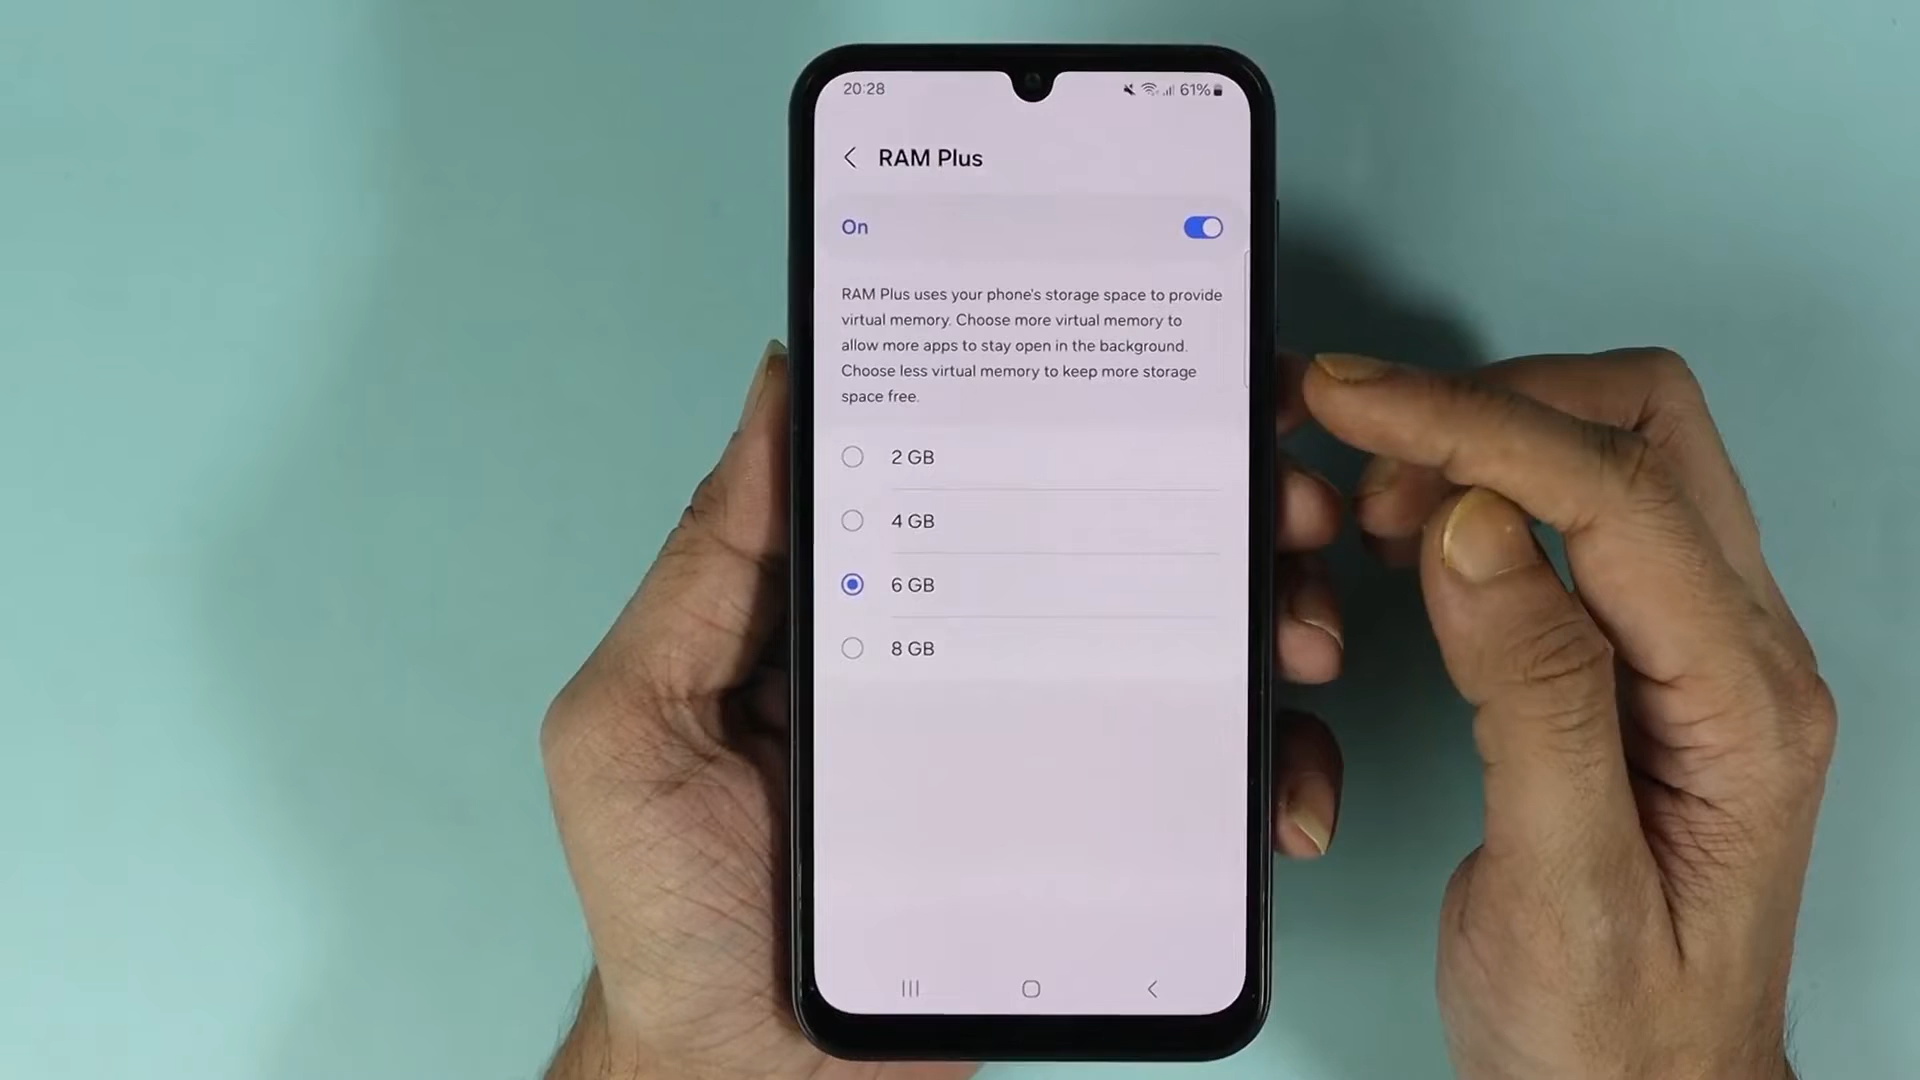 20:28 61%
RAM Plus
On
RAM Plus uses your phone's storage space to provide
virtual memory. Choose more virtual memory to
allow more apps to stay open in the background.
Choose less virtual memory to keep more storage
space free.
2 GB
4 GB
6 GB
8 GB